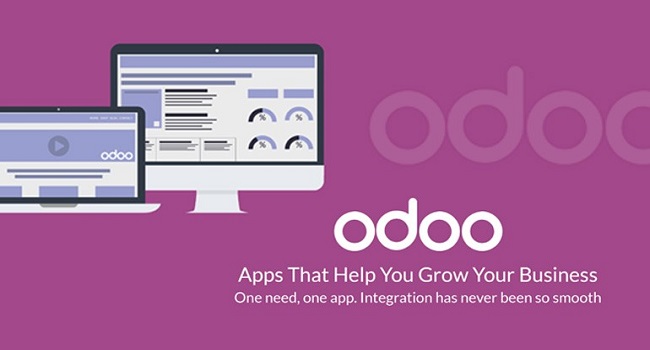 odoo
odoo
% %
% %
odoo
Apps That Help You Grow Your Business
One need, one app. Integration has never been so smooth